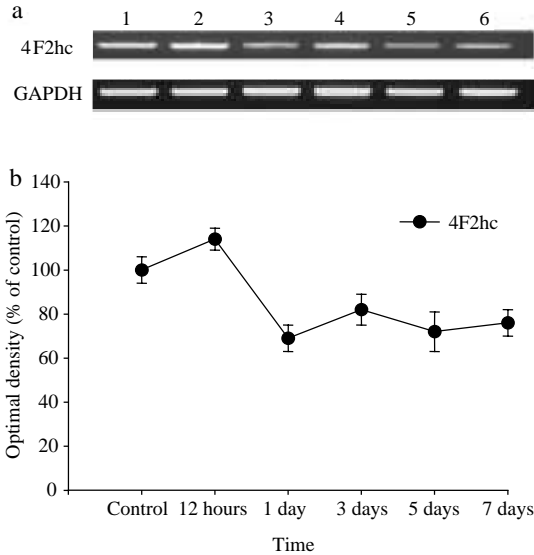 a
1 2 3 4 5 6
4F2hc
GAPDH
b
Optimal density (% of control)
140
120
100
80
60
40
20
0
4F2hc
Control 12 hours 1 day 3 days 5 days 7 days
Time